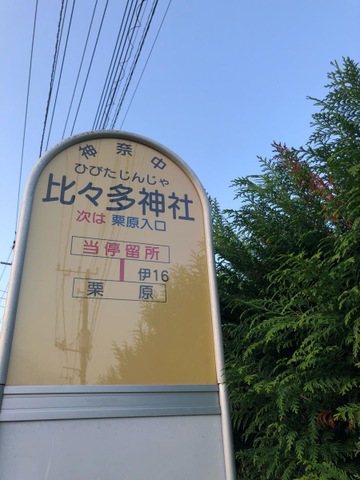 神奈中
ひびたじんじゃ
比々多神社
次は 栗原入口
当停留所
伊16
栗原